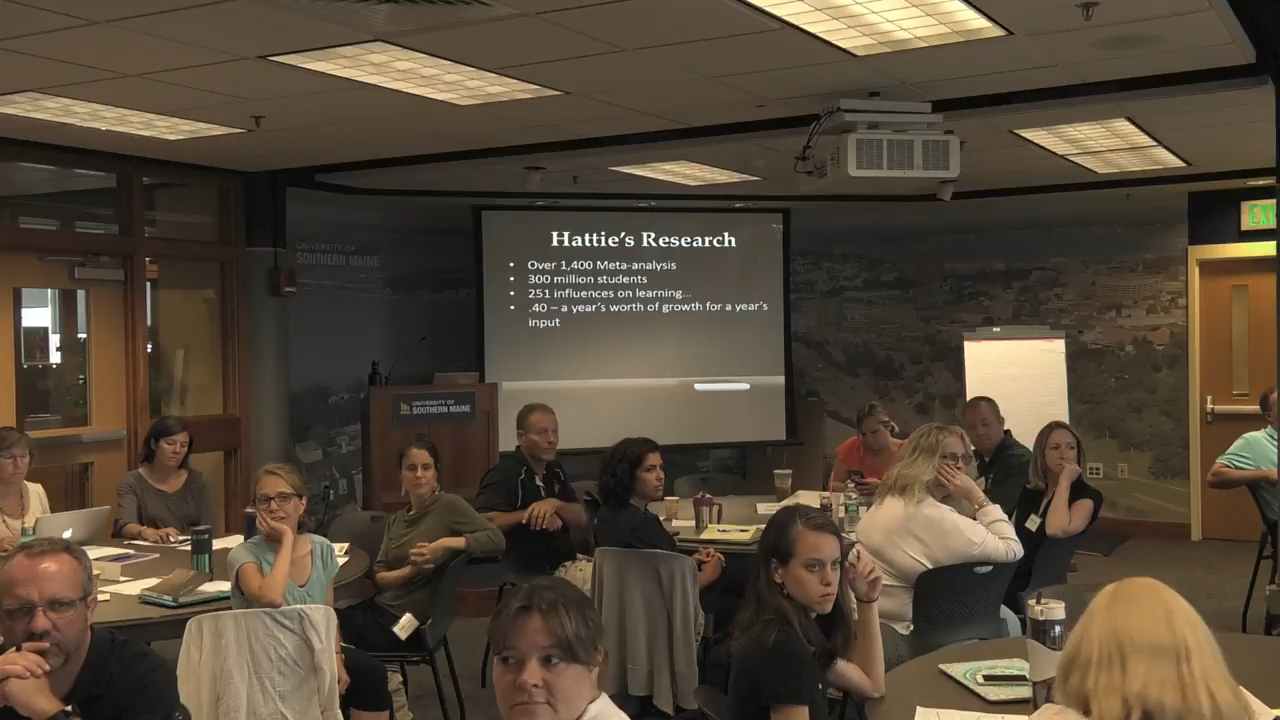 UNIVERSITY OF
SOUTHERN MAINE
Hattie's Research
• Over 1,400 Meta-analysis
• 300 million students
• 251 influences on learning...
• .40 – a year's worth of growth for a year's
input
UNIVERSITY OF
SOUTHERN MAINE